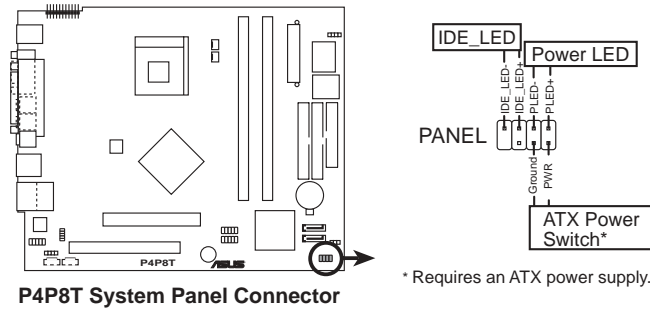 IDE_LED
Power LED
IDE_LED-
IDE_LED+
PLED-
PLED+
PANEL
Ground
PWR
ATX Power
Switch*
* Requires an ATX power supply.
P4P8T
ASUS
P4P8T System Panel Connector